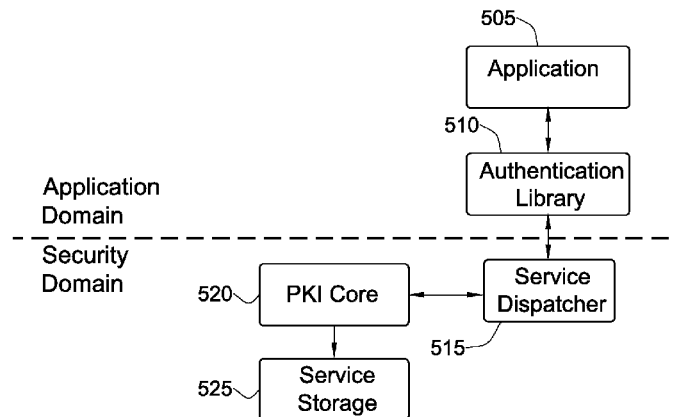 505
Application
510
Authentication
Library
Application
Domain
Security
Domain
Service
Dispatcher
520
PKI Core
515
525
Service
Storage